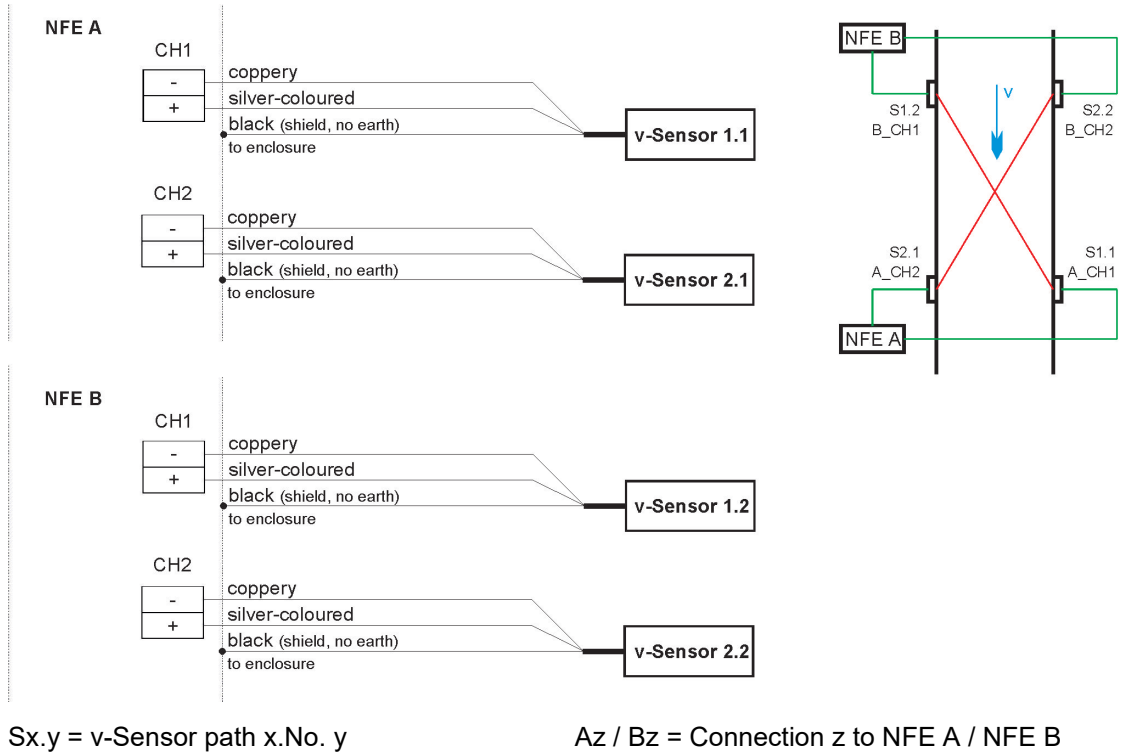 NFE A
CH1
-
+
coppery
silver-coloured
black (shield, no earth)
to enclosure
v-Sensor 1.1
CH2
-
+
coppery
silver-coloured
black (shield, no earth)
to enclosure
v-Sensor 2.1
NFE B
CH1
-
+
coppery
silver-coloured
black (shield, no earth)
to enclosure
v-Sensor 1.2
CH2
-
+
coppery
silver-coloured
black (shield, no earth)
to enclosure
v-Sensor 2.2
NFE B
v
S1.2
B_CH1
S2.2
B_CH2
S2.1
A_CH2
S1.1
A_CH1
NFE A
Sx.y = v-Sensor path x.No. y
Az / Bz = Connection z to NFE A / NFE B